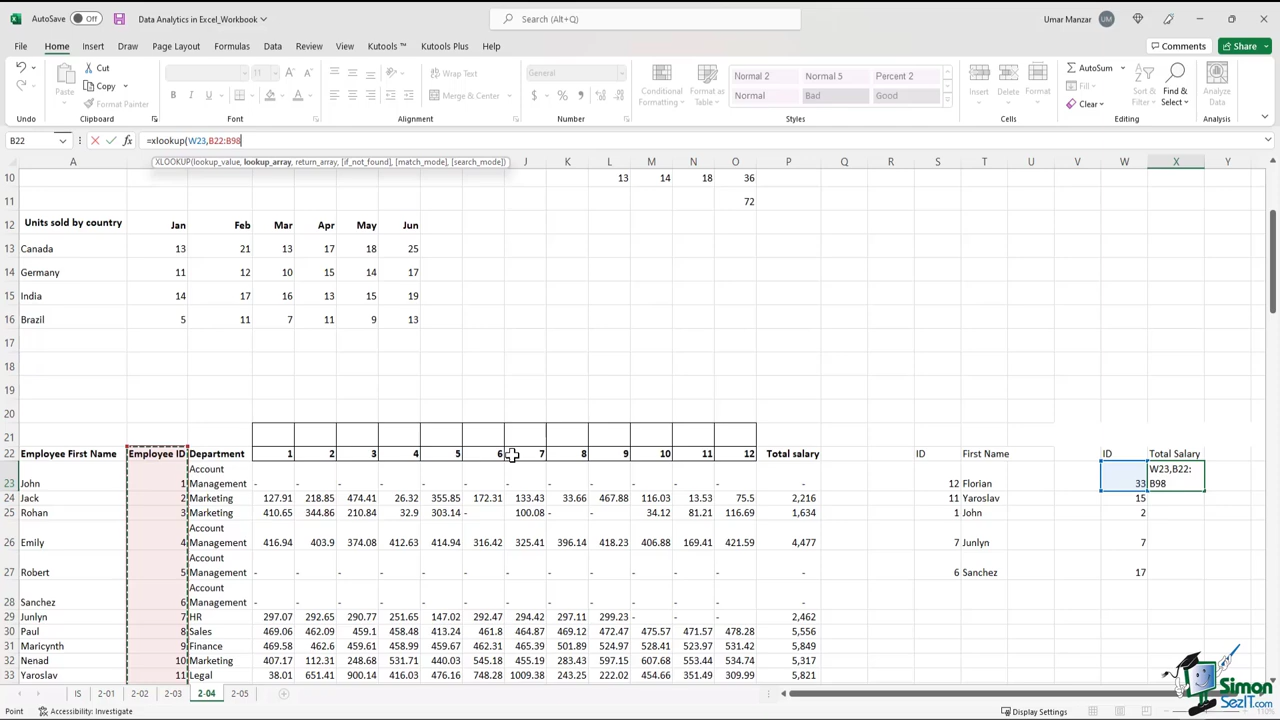 AutoSave Off Data Analytics in Excel_Workbook Search (Alt+Q) Umar Manzar UM
File Home Insert Draw Page Layout Formulas Data Review View Kutools ™ Kutools Plus Help Comments Share
Cut Copy Format Painter Paste 11 Wrap Text Merge & Center General Conditional Formatting Format as Table Normal 2 Normal 5 Percent 2 Normal Bad Good Insert Delete Format AutoSum Fill Clear Sort & Filter Find & Select Analyze Data
Undo Clipboard Font Alignment Number Styles Cells Editing Analysis
B22 =xlookup(W23,B22:B98
XLOOKUP(lookup_value, lookup_array, return_array, [if_not_found], [match_mode], [search_mode])
A J K L M N O P Q R S T U V W X Y
10 13 14 18 36
11 72
12 Units sold by country Jan Feb Mar Apr May Jun
13 Canada 13 21 13 17 18 25
14 Germany 11 12 10 15 14 17
15 India 14 17 16 13 15 19
16 Brazil 5 11 7 11 9 13
17
18
19
20
21
22 Employee First Name Employee ID Department 1 2 3 4 5 6 7 8 9 10 11 12 Total salary ID First Name ID Total Salary
23 John 1 Account Management - - - - - - - - - - - - - 12 Florian 33 W23,B22:B98
24 Jack 2 Marketing 127.91 218.85 474.41 26.32 355.85 172.31 133.43 33.66 467.88 116.03 13.53 75.5 2,216 11 Yaroslav 15
25 Rohan 3 Marketing 410.65 344.86 210.84 32.9 303.14 - 100.08 - 34.12 81.21 116.69 1,634 1 John 2
26 Emily 4 Account Management 416.94 403.9 374.08 412.63 414.94 316.42 325.41 396.14 418.23 406.88 169.41 421.59 4,477 7 Junlyn 7
27 Robert 5 Account Management - - - - - - - - - - - - - 6 Sanchez 17
28 Sanchez 6 Account Management - - - - - - - - - - - - -
29 Junlyn 7 HR 297.07 292.65 290.77 251.65 147.02 292.47 294.42 297.11 299.23 - - - 2,462
30 Paul 8 Sales 469.06 462.09 459.1 458.48 413.24 461.8 464.87 469.12 472.47 475.57 471.57 478.28 5,556
31 Maricynth 9 Finance 469.58 462.6 459.61 458.99 459.67 462.31 465.39 501.89 524.97 528.41 523.97 531.42 5,849
32 Nenad 10 Marketing 407.17 112.31 248.68 531.71 440.03 545.18 455.19 283.43 597.15 607.68 553.44 534.74 5,317
33 Yaroslav 11 Legal 38.01 651.41 900.14 416.03 476.16 748.28 1009.38 243.25 222.02 454.66 351.49 309.99 5,821
IS 2-01 2-02 2-03 2-04 2-05
Point Accessibility: Investigate Display Settings 110%
Simon Sez IT.com